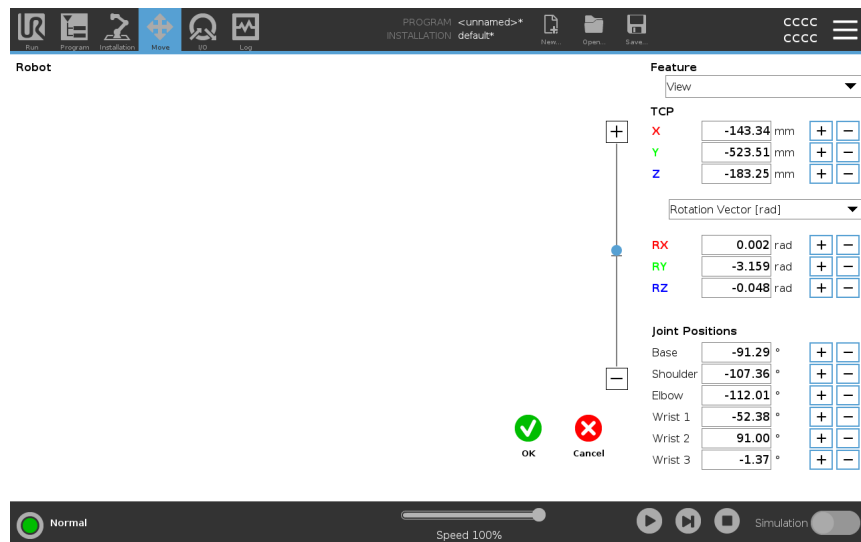 UR
Run
Program
Installation
Move
I/O
Log
PROGRAM <unnamed>*
INSTALLATION default*
New...
Open...
Save...
CCCC
CCCC
Robot
Feature
View
TCP
X -143.34 mm + −
Y -523.51 mm + −
Z -183.25 mm + −
Rotation Vector [rad]
RX 0.002 rad + −
RY -3.159 rad + −
RZ -0.048 rad + −
Joint Positions
Base -91.29 ° + −
Shoulder -107.36 ° + −
Elbow -112.01 ° + −
Wrist 1 -52.38 ° + −
Wrist 2 91.00 ° + −
Wrist 3 -1.37 ° + −
OK
Cancel
Normal
Speed 100%
Simulation